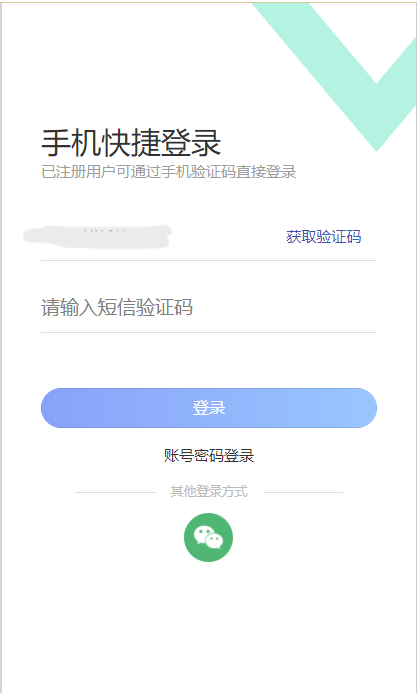 手机快捷登录
已注册用户可通过手机验证码直接登录
获取验证码
请输入短信验证码
登录
账号密码登录
其他登录方式